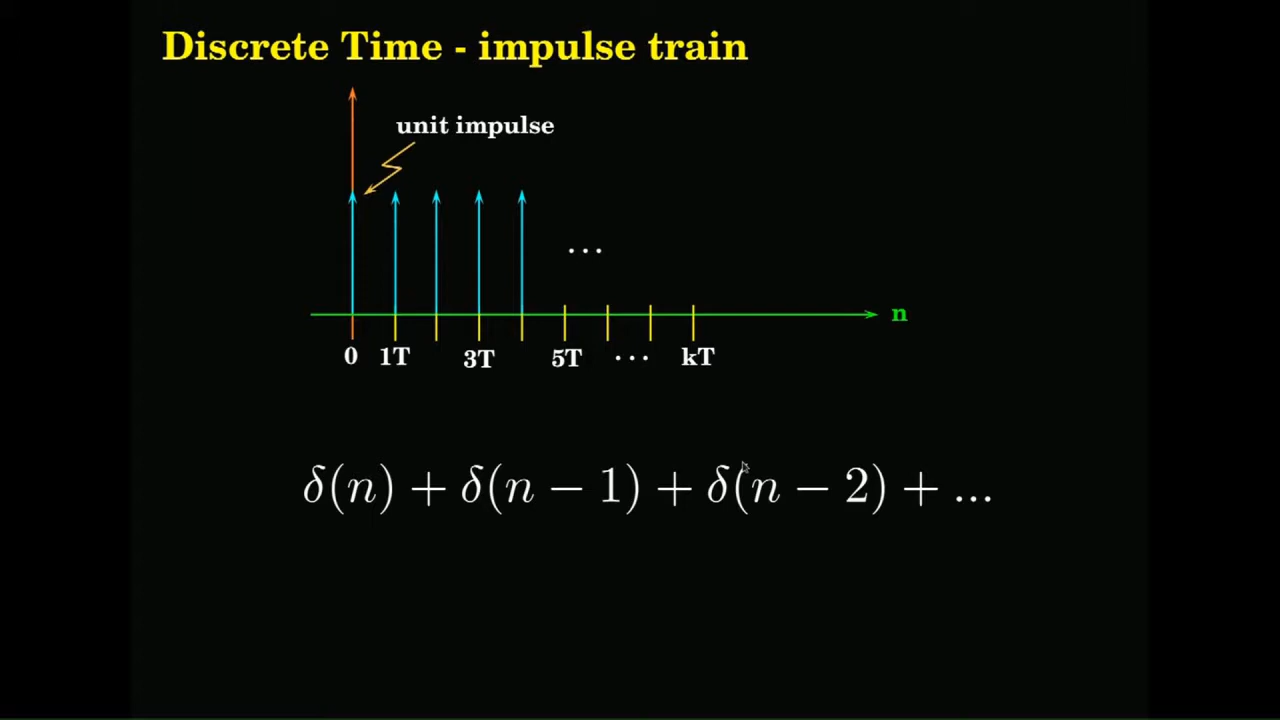 Discrete Time - impulse train
unit impulse
...
n
0 1T 3T 5T ... kT
δ(n) + δ(n − 1) + δ(n − 2) + ...